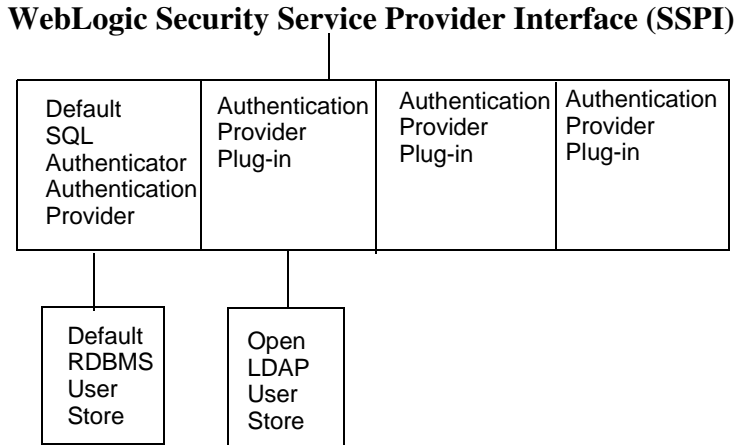 WebLogic Security Service Provider Interface (SSPI)
Default
SQL
Authenticator
Authentication
Provider
Authentication
Provider
Plug-in
Authentication
Provider
Plug-in
Authentication
Provider
Plug-in
Default
RDBMS
User
Store
Open
LDAP
User
Store